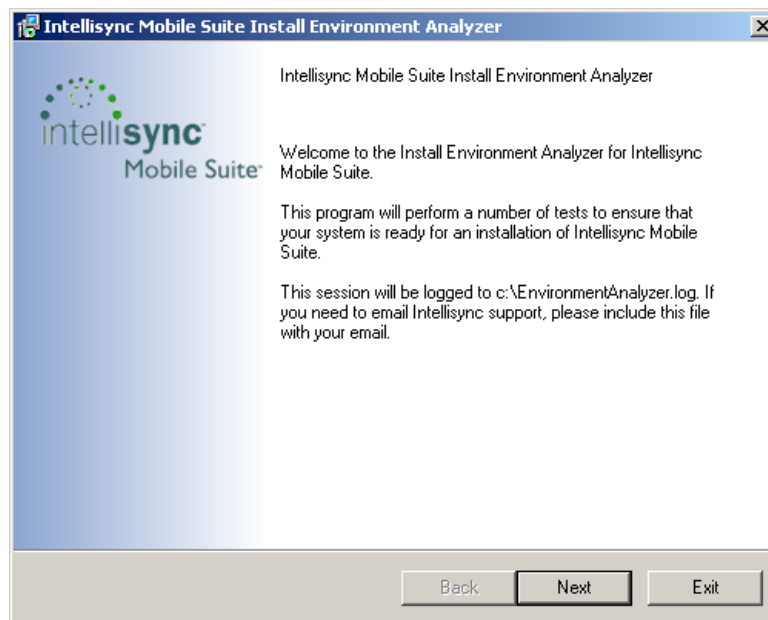 Intellisync Mobile Suite Install Environment Analyzer
intellisync
Mobile Suite
Intellisync Mobile Suite Install Environment Analyzer
Welcome to the Install Environment Analyzer for Intellisync
Mobile Suite.
This program will perform a number of tests to ensure that
your system is ready for an installation of Intellisync Mobile
Suite.
This session will be logged to c:\EnvironmentAnalyzer.log. If
you need to email Intellisync support, please include this file
with your email.
Back
Next
Exit